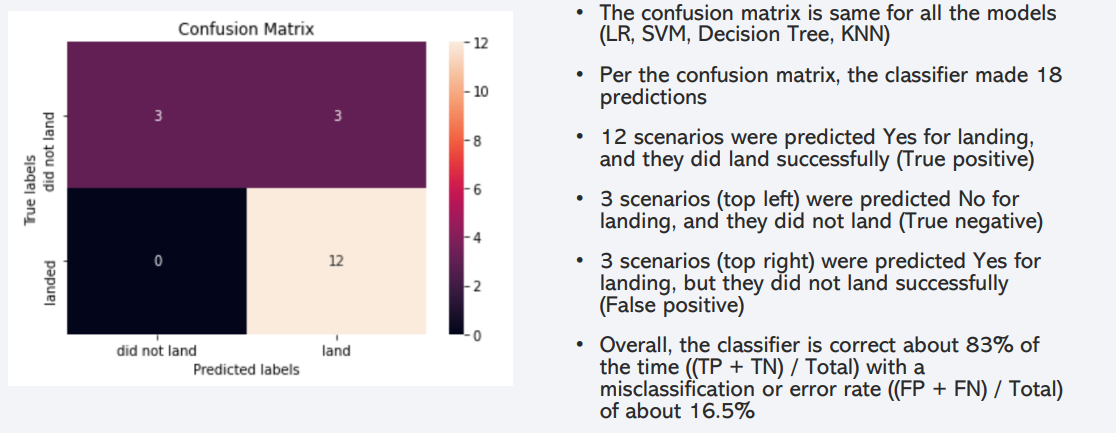 Confusion Matrix
True labels
did not land
landed
3
3
0
12
did not land
land
Predicted labels
12
10
8
6
4
2
0
• The confusion matrix is same for all the models
(LR, SVM, Decision Tree, KNN)
• Per the confusion matrix, the classifier made 18
predictions
• 12 scenarios were predicted Yes for landing,
and they did land successfully (True positive)
• 3 scenarios (top left) were predicted No for
landing, and they did not land (True negative)
• 3 scenarios (top right) were predicted Yes for
landing, but they did not land successfully
(False positive)
• Overall, the classifier is correct about 83% of
the time ((TP + TN) / Total) with a
misclassification or error rate ((FP + FN) / Total)
of about 16.5%